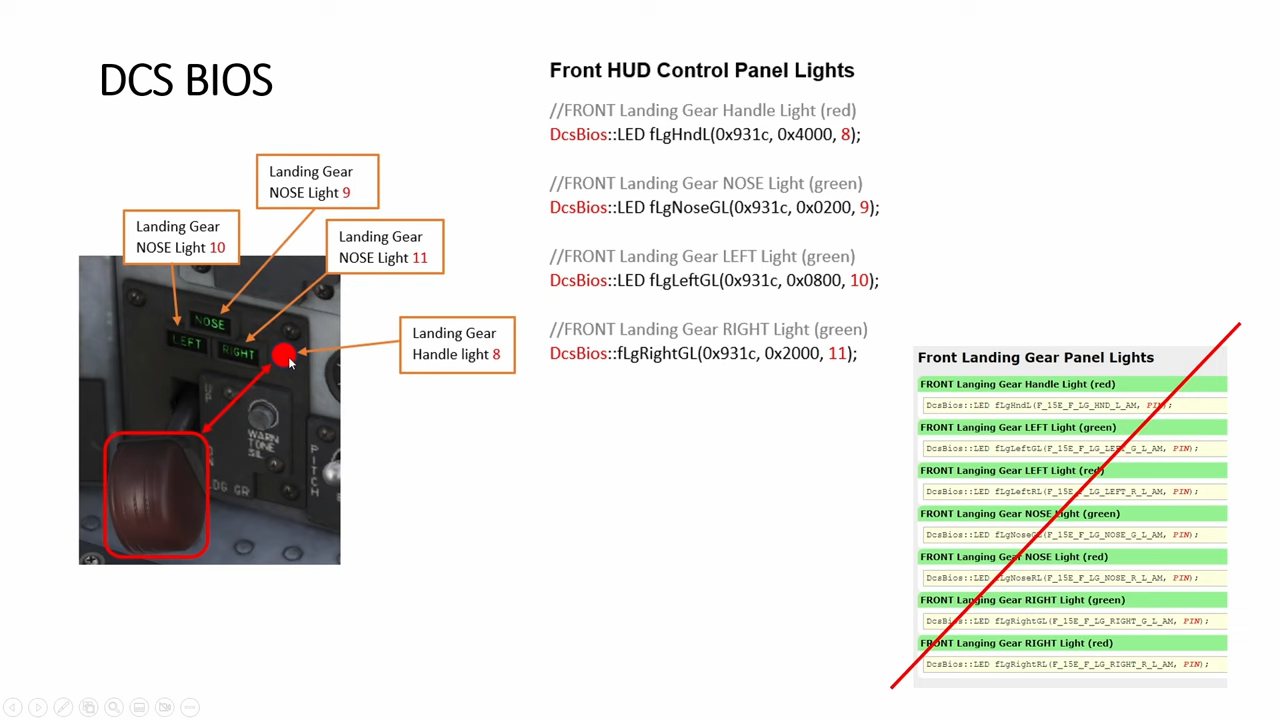 DCS BIOS
Front HUD Control Panel Lights
//FRONT Landing Gear Handle Light (red)
DcsBios::LED fLgHndL(0x931c, 0x4000, 8);
//FRONT Landing Gear NOSE Light (green)
DcsBios::LED fLgNoseGL(0x931c, 0x0200, 9);
//FRONT Landing Gear LEFT Light (green)
DcsBios::LED fLgLeftGL(0x931c, 0x0800, 10);
//FRONT Landing Gear RIGHT Light (green)
DcsBios::fLgRightGL(0x931c, 0x2000, 11);
Landing Gear
NOSE Light 9
Landing Gear
NOSE Light 10
Landing Gear
NOSE Light 11
Landing Gear
Handle light 8
NOSE
LEFT
RIGHT
UP
WARN
TONE
SIL
DN
LDG GR
PITCH
Front Landing Gear Panel Lights
FRONT Langing Gear Handle Light (red)
DcsBios::LED fLgHndL(F_15E_F_LG_HND_L_AM, PIN);
FRONT Langing Gear LEFT Light (green)
DcsBios::LED fLgLeftGL(F_15E_F_LG_LEFT_G_L_AM, PIN);
FRONT Langing Gear LEFT Light (red)
DcsBios::LED fLgLeftRL(F_15E_F_LG_LEFT_R_L_AM, PIN);
FRONT Langing Gear NOSE Light (green)
DcsBios::LED fLgNoseGL(F_15E_F_LG_NOSE_G_L_AM, PIN);
FRONT Langing Gear NOSE Light (red)
DcsBios::LED fLgNoseRL(F_15E_F_LG_NOSE_R_L_AM, PIN);
FRONT Langing Gear RIGHT Light (green)
DcsBios::LED fLgRightGL(F_15E_F_LG_RIGHT_G_L_AM, PIN);
FRONT Langing Gear RIGHT Light (red)
DcsBios::LED fLgRightRL(F_15E_F_LG_RIGHT_R_L_AM, PIN);